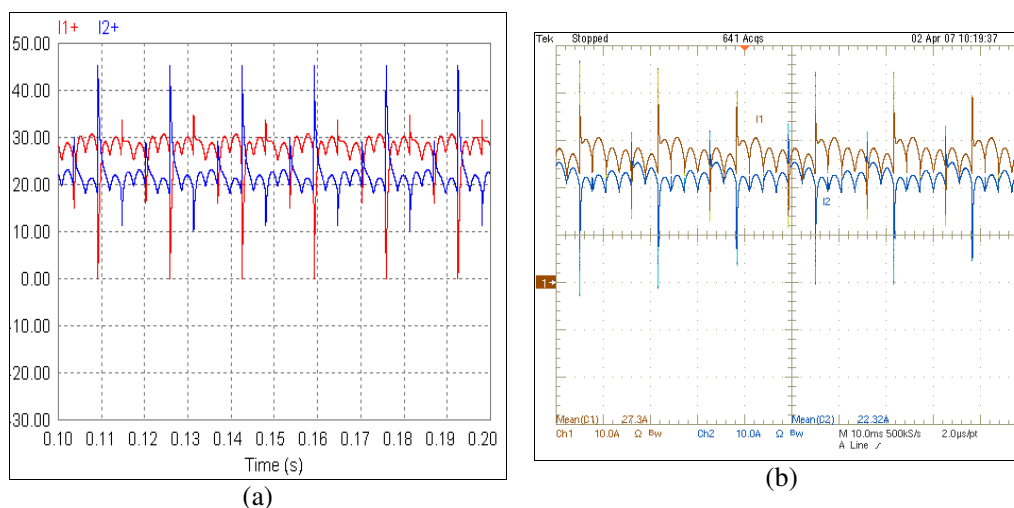 I1+ I2+
50.00
40.00
30.00
20.00
10.00
0.00
10.00
20.00
30.00
0.10 0.11 0.12 0.13 0.14 0.15 0.16 0.17 0.18 0.19 0.20
Time (s)
(a)
Tek Stopped 641 Acqs 02 Apr 07 10:19:37
I1
I2
1
Mean(C1) 27.3A Mean(C2) 22.32A
Ch1 10.0A Ω Bw Ch2 10.0A Ω Bw M 10.0ms 500kS/s 2.0µs/pt
A Line
(b)